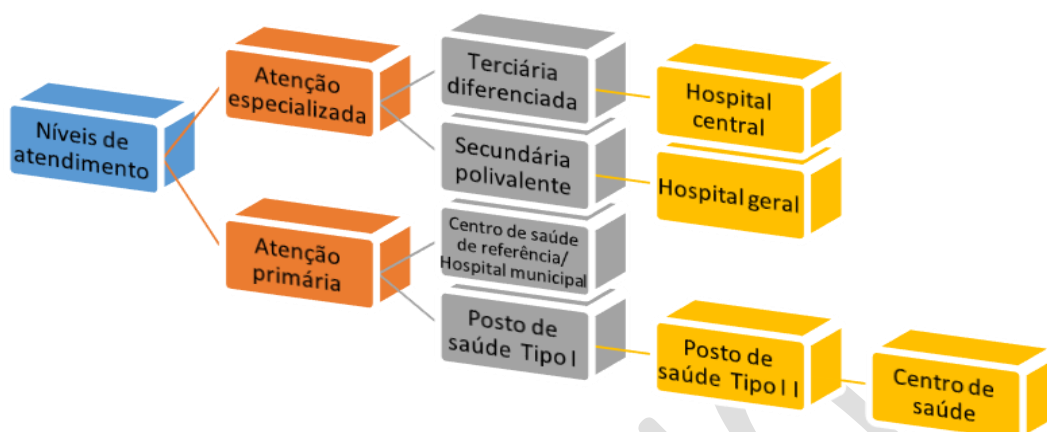 Níveis de
atendimento
Atenção
especializada
Terciária
diferenciada
Hospital
central
Secundária
polivalente
Hospital geral
Atenção
primária
Centro de saúde
de referência/
Hospital municipal
Posto de
saúde Tipo I
Posto de
saúde Tipo I I
Centro de
saúde